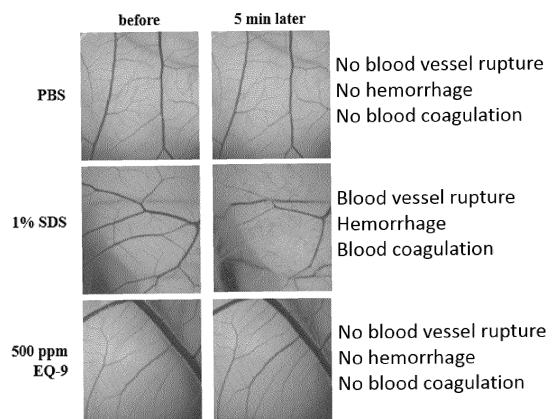 before
5 min later
PBS
No blood vessel rupture
No hemorrhage
No blood coagulation
1% SDS
Blood vessel rupture
Hemorrhage
Blood coagulation
500 ppm
EQ-9
No blood vessel rupture
No hemorrhage
No blood coagulation